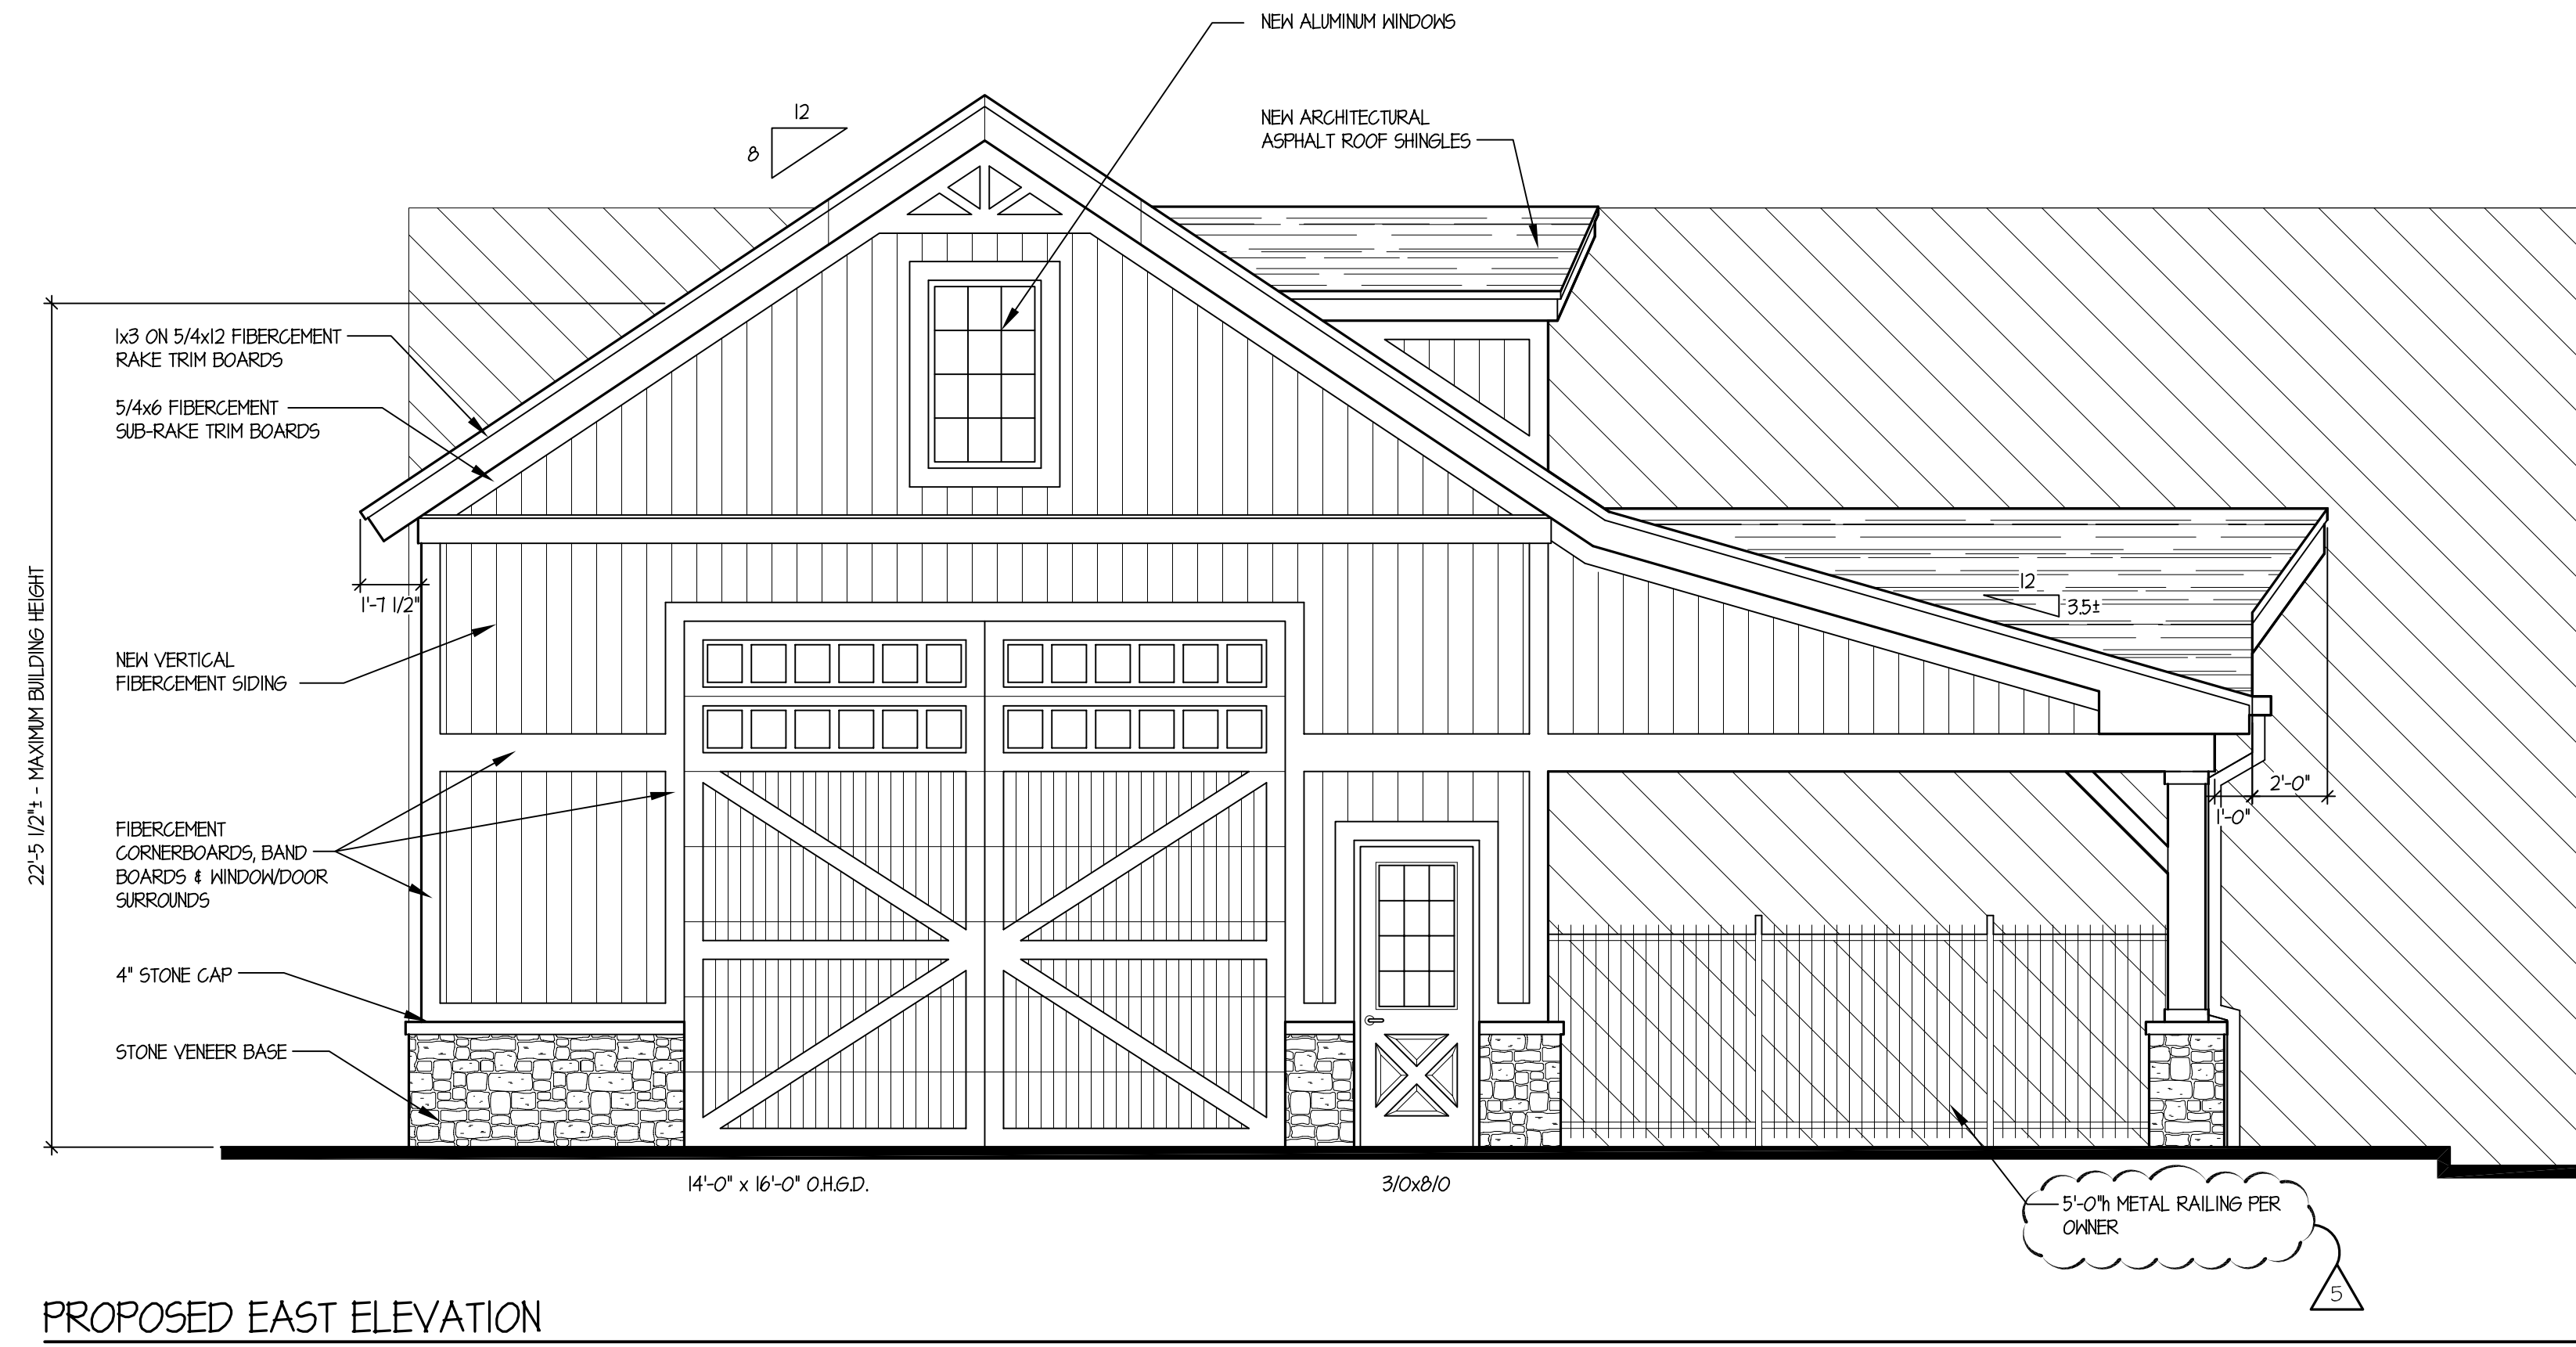 NEW ALUMINUM WINDOWS
12
8
NEW ARCHITECTURAL
ASPHALT ROOF SHINGLES
1x3 ON 5/4x12 FIBERCEMENT
RAKE TRIM BOARDS
5/4x6 FIBERCEMENT
SUB-RAKE TRIM BOARDS
22'-5 1/2"± - MAXIMUM BUILDING HEIGHT
1'-7 1/2"
12
3.5±
NEW VERTICAL
FIBERCEMENT SIDING
2'-0"
1'-0"
FIBERCEMENT
CORNERBOARDS, BAND
BOARDS & WINDOW/DOOR
SURROUNDS
4" STONE CAP
STONE VENEER BASE
14'-0" x 16'-0" O.H.G.D.
3/0x8/0
5'-0"h METAL RAILING PER
OWNER
5
PROPOSED EAST ELEVATION